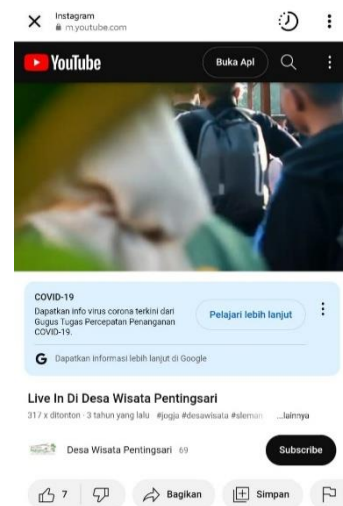 Instagram
m.youtube.com
YouTube
Buka Apl
COVID-19
Dapatkan info virus corona terkini dari
Gugus Tugas Percepatan Penanganan
COVID-19.
Pelajari lebih lanjut
G Dapatkan informasi lebih lanjut di Google
Live In Di Desa Wisata Pentingsari
317 x ditonton · 3 tahun yang lalu #jogja #desawisata #sleman ...lainnya
Desa Wisata Pentingsari 69
Subscribe
7
Bagikan
Simpan